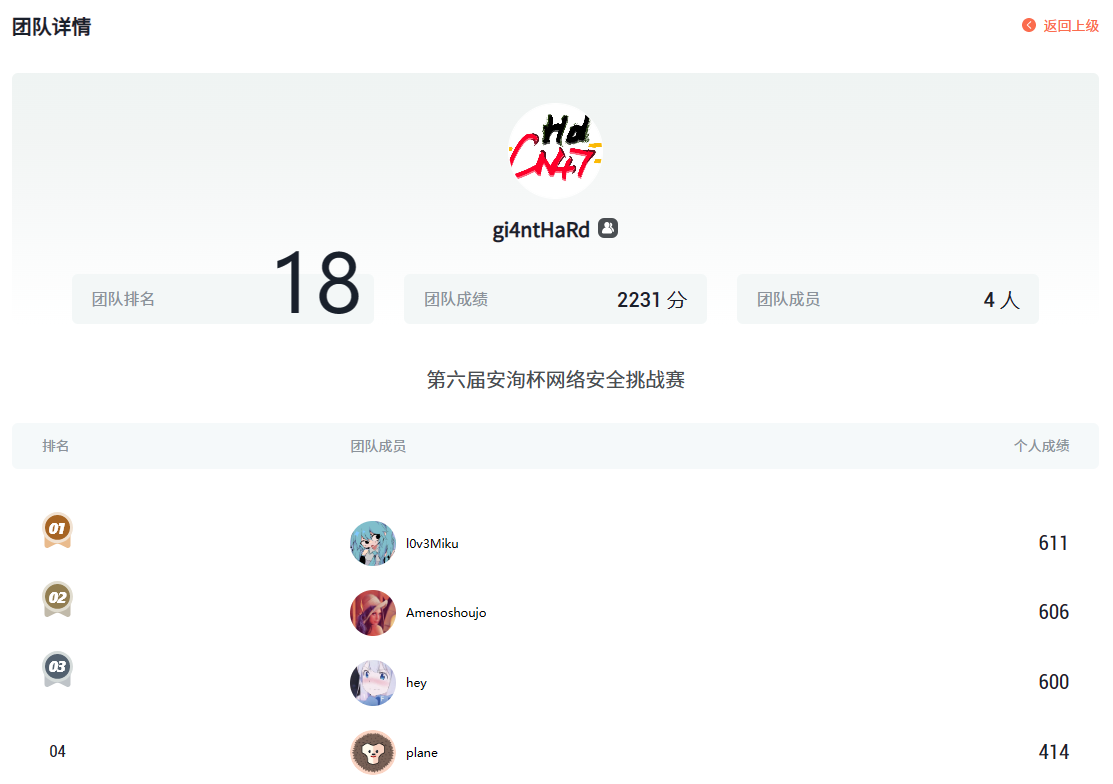 团队详情
返回上级
Hd
CN47
gi4ntHaRd
团队排名 18
团队成绩 2231 分
团队成员 4 人
第六届安洵杯网络安全挑战赛
排名 团队成员 个人成绩
01 l0v3Miku 611
02 Amenoshoujo 606
03 hey 600
04 plane 414